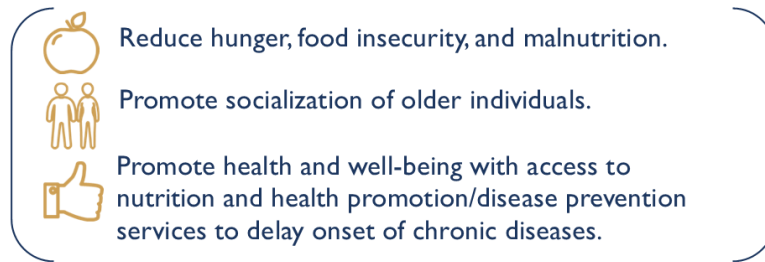 Reduce hunger, food insecurity, and malnutrition.
Promote socialization of older individuals.
Promote health and well-being with access to
nutrition and health promotion/disease prevention
services to delay onset of chronic diseases.